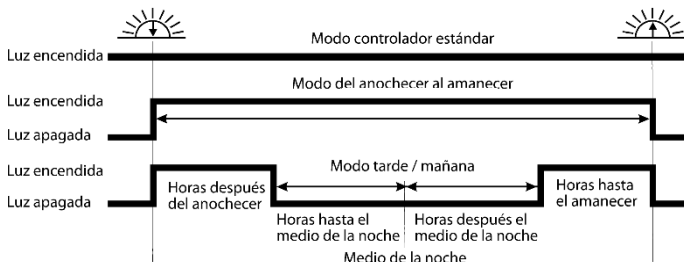 Modo controlador estándar
Luz encendida
Modo del anochecer al amanecer
Luz encendida
Luz apagada
Modo tarde / mañana
Luz encendida
Horas después
del anochecer
Horas hasta
el amanecer
Luz apagada
Horas hasta el
medio de la noche
Horas después el
medio de la noche
Medio de la noche